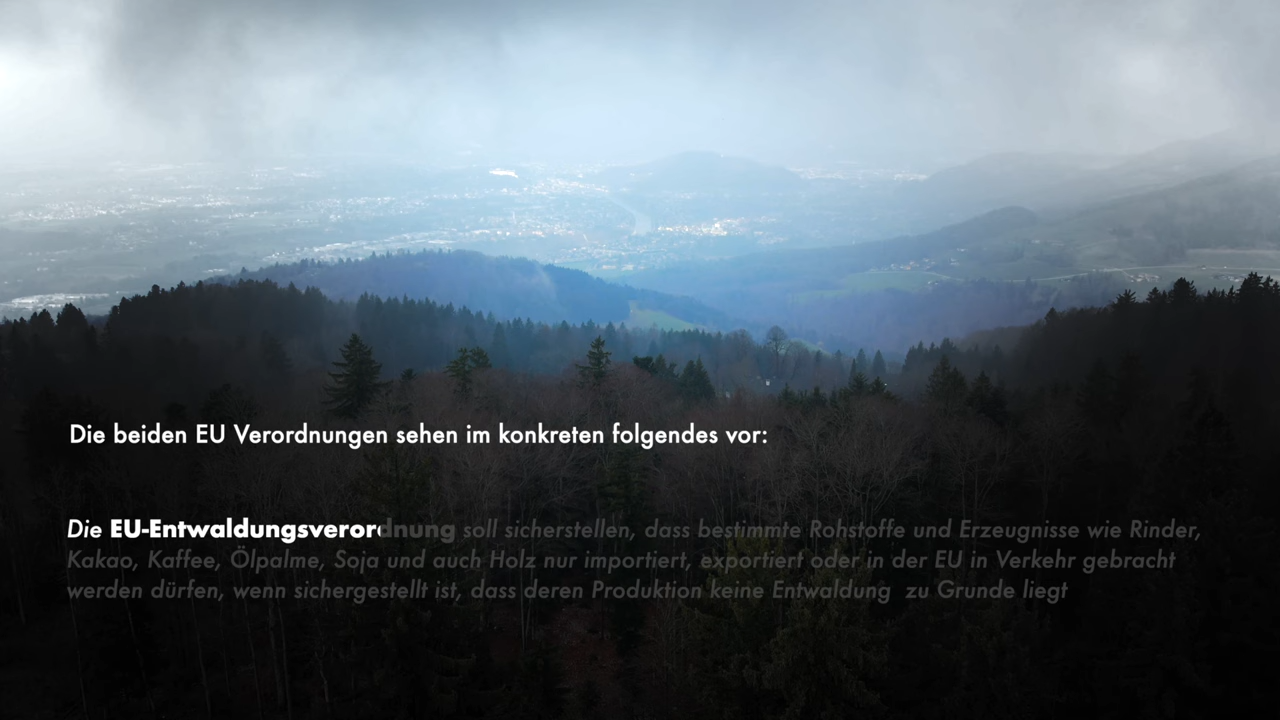 Die beiden EU Verordnungen sehen im konkreten folgendes vor:
Die EU-Entwaldungsverordnung soll sicherstellen, dass bestimmte Rohstoffe und Erzeugnisse wie Rinder,
Kakao, Kaffee, Ölpalme, Soja und auch Holz nur importiert, exportiert oder in der EU in Verkehr gebracht
werden dürfen, wenn sichergestellt ist, dass deren Produktion keine Entwaldung  zu Grunde liegt